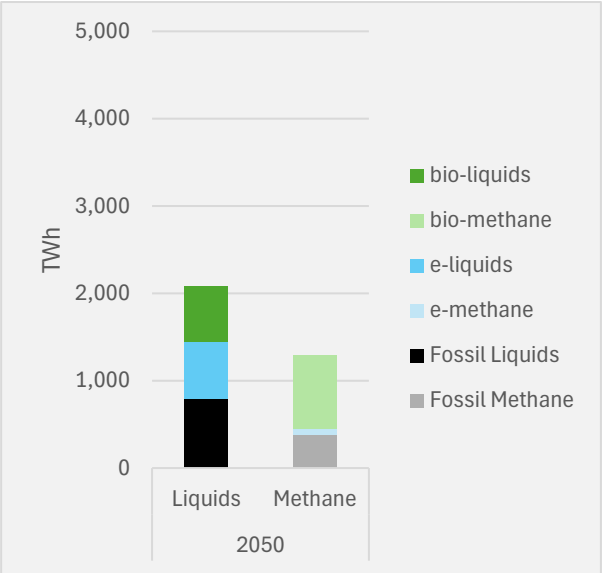 5,000
4,000
3,000
2,000
1,000
0
TWh
Liquids
Methane
2050
bio-liquids
bio-methane
e-liquids
e-methane
Fossil Liquids
Fossil Methane